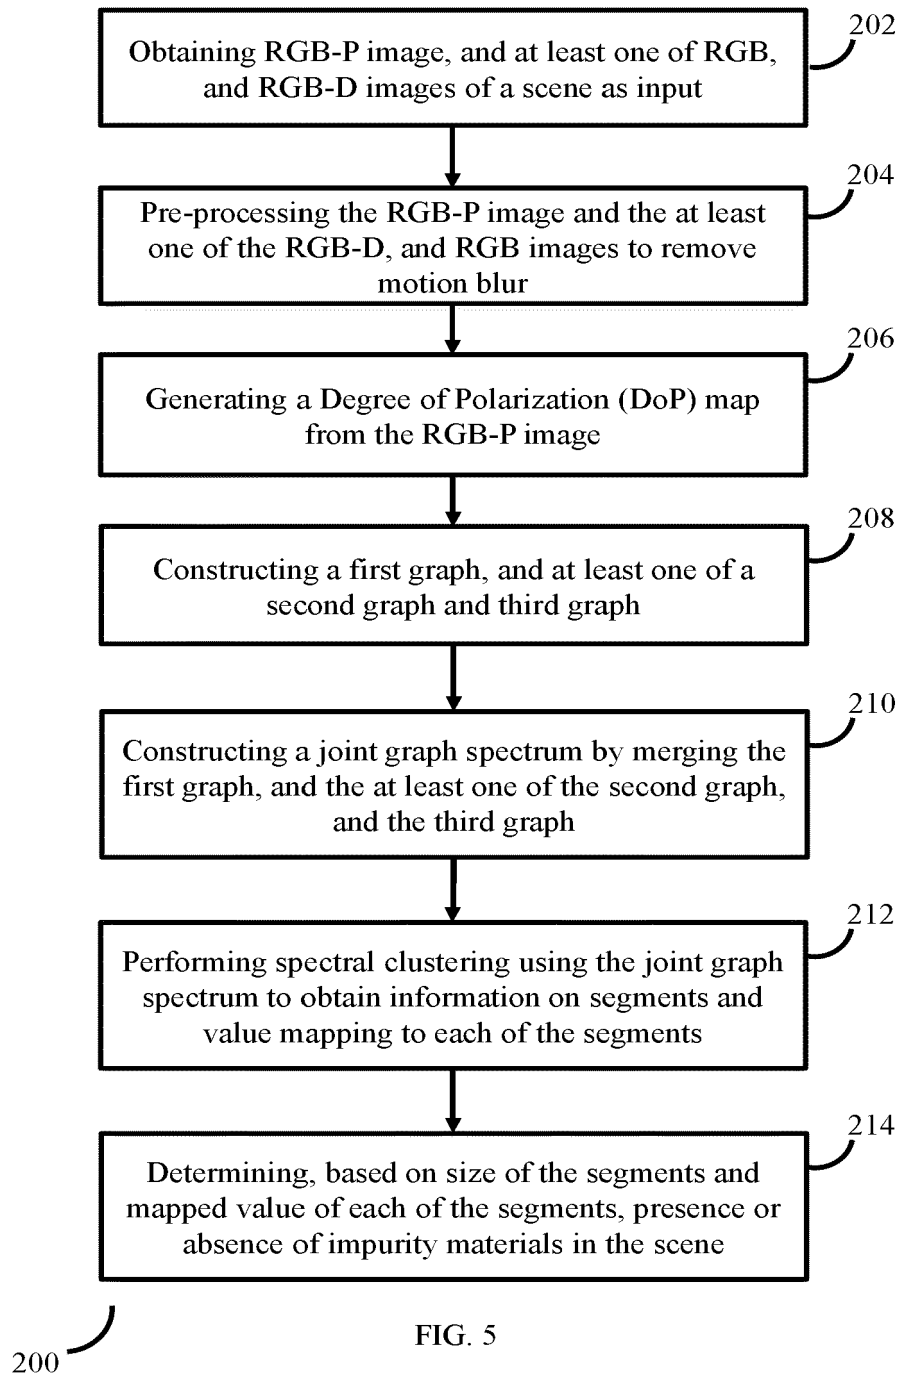 202
Obtaining RGB-P image, and at least one of RGB,
and RGB-D images of a scene as input
204
Pre-processing the RGB-P image and the at least
one of the RGB-D, and RGB images to remove
motion blur
206
Generating a Degree of Polarization (DoP) map
from the RGB-P image
208
Constructing a first graph, and at least one of a
second graph and third graph
210
Constructing a joint graph spectrum by merging the
first graph, and the at least one of the second graph,
and the third graph
212
Performing spectral clustering using the joint graph
spectrum to obtain information on segments and
value mapping to each of the segments
214
Determining, based on size of the segments and
mapped value of each of the segments, presence or
absence of impurity materials in the scene
FIG. 5
200